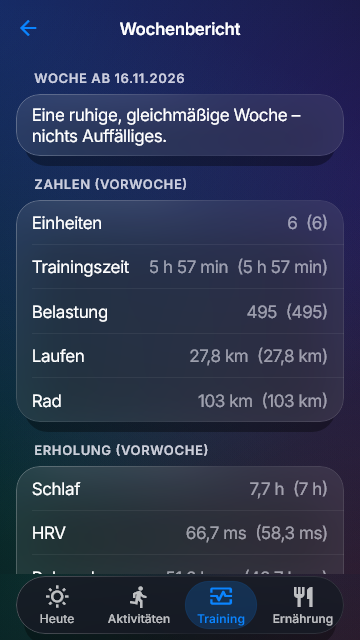 Wochenbericht
WOCHE AB 16.11.2026
Eine ruhige, gleichmäßige Woche –
nichts Auffälliges.
ZAHLEN (VORWOCHE)
Einheiten 6 (6)
Trainingszeit 5 h 57 min (5 h 57 min)
Belastung 495 (495)
Laufen 27,8 km (27,8 km)
Rad 103 km (103 km)
ERHOLUNG (VORWOCHE)
Schlaf 7,7 h (7 h)
HRV 66,7 ms (58,3 ms)
Heute Aktivitäten Training Ernährung